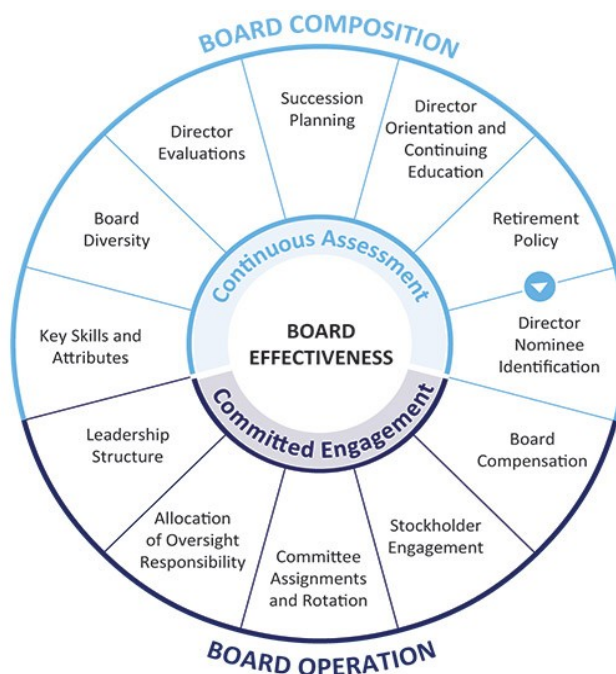 BOARD COMPOSITION
Succession
Planning
Director
Orientation and
Continuing
Education
Director
Evaluations
Retirement
Policy
Board
Diversity
Continuous Assessment
Key Skills and
Attributes
BOARD
EFFECTIVENESS
Director
Nominee
Identification
Committed Engagement
Leadership
Structure
Board
Compensation
Allocation
of Oversight
Responsibility
Committee
Assignments
and Rotation
Stockholder
Engagement
BOARD OPERATION